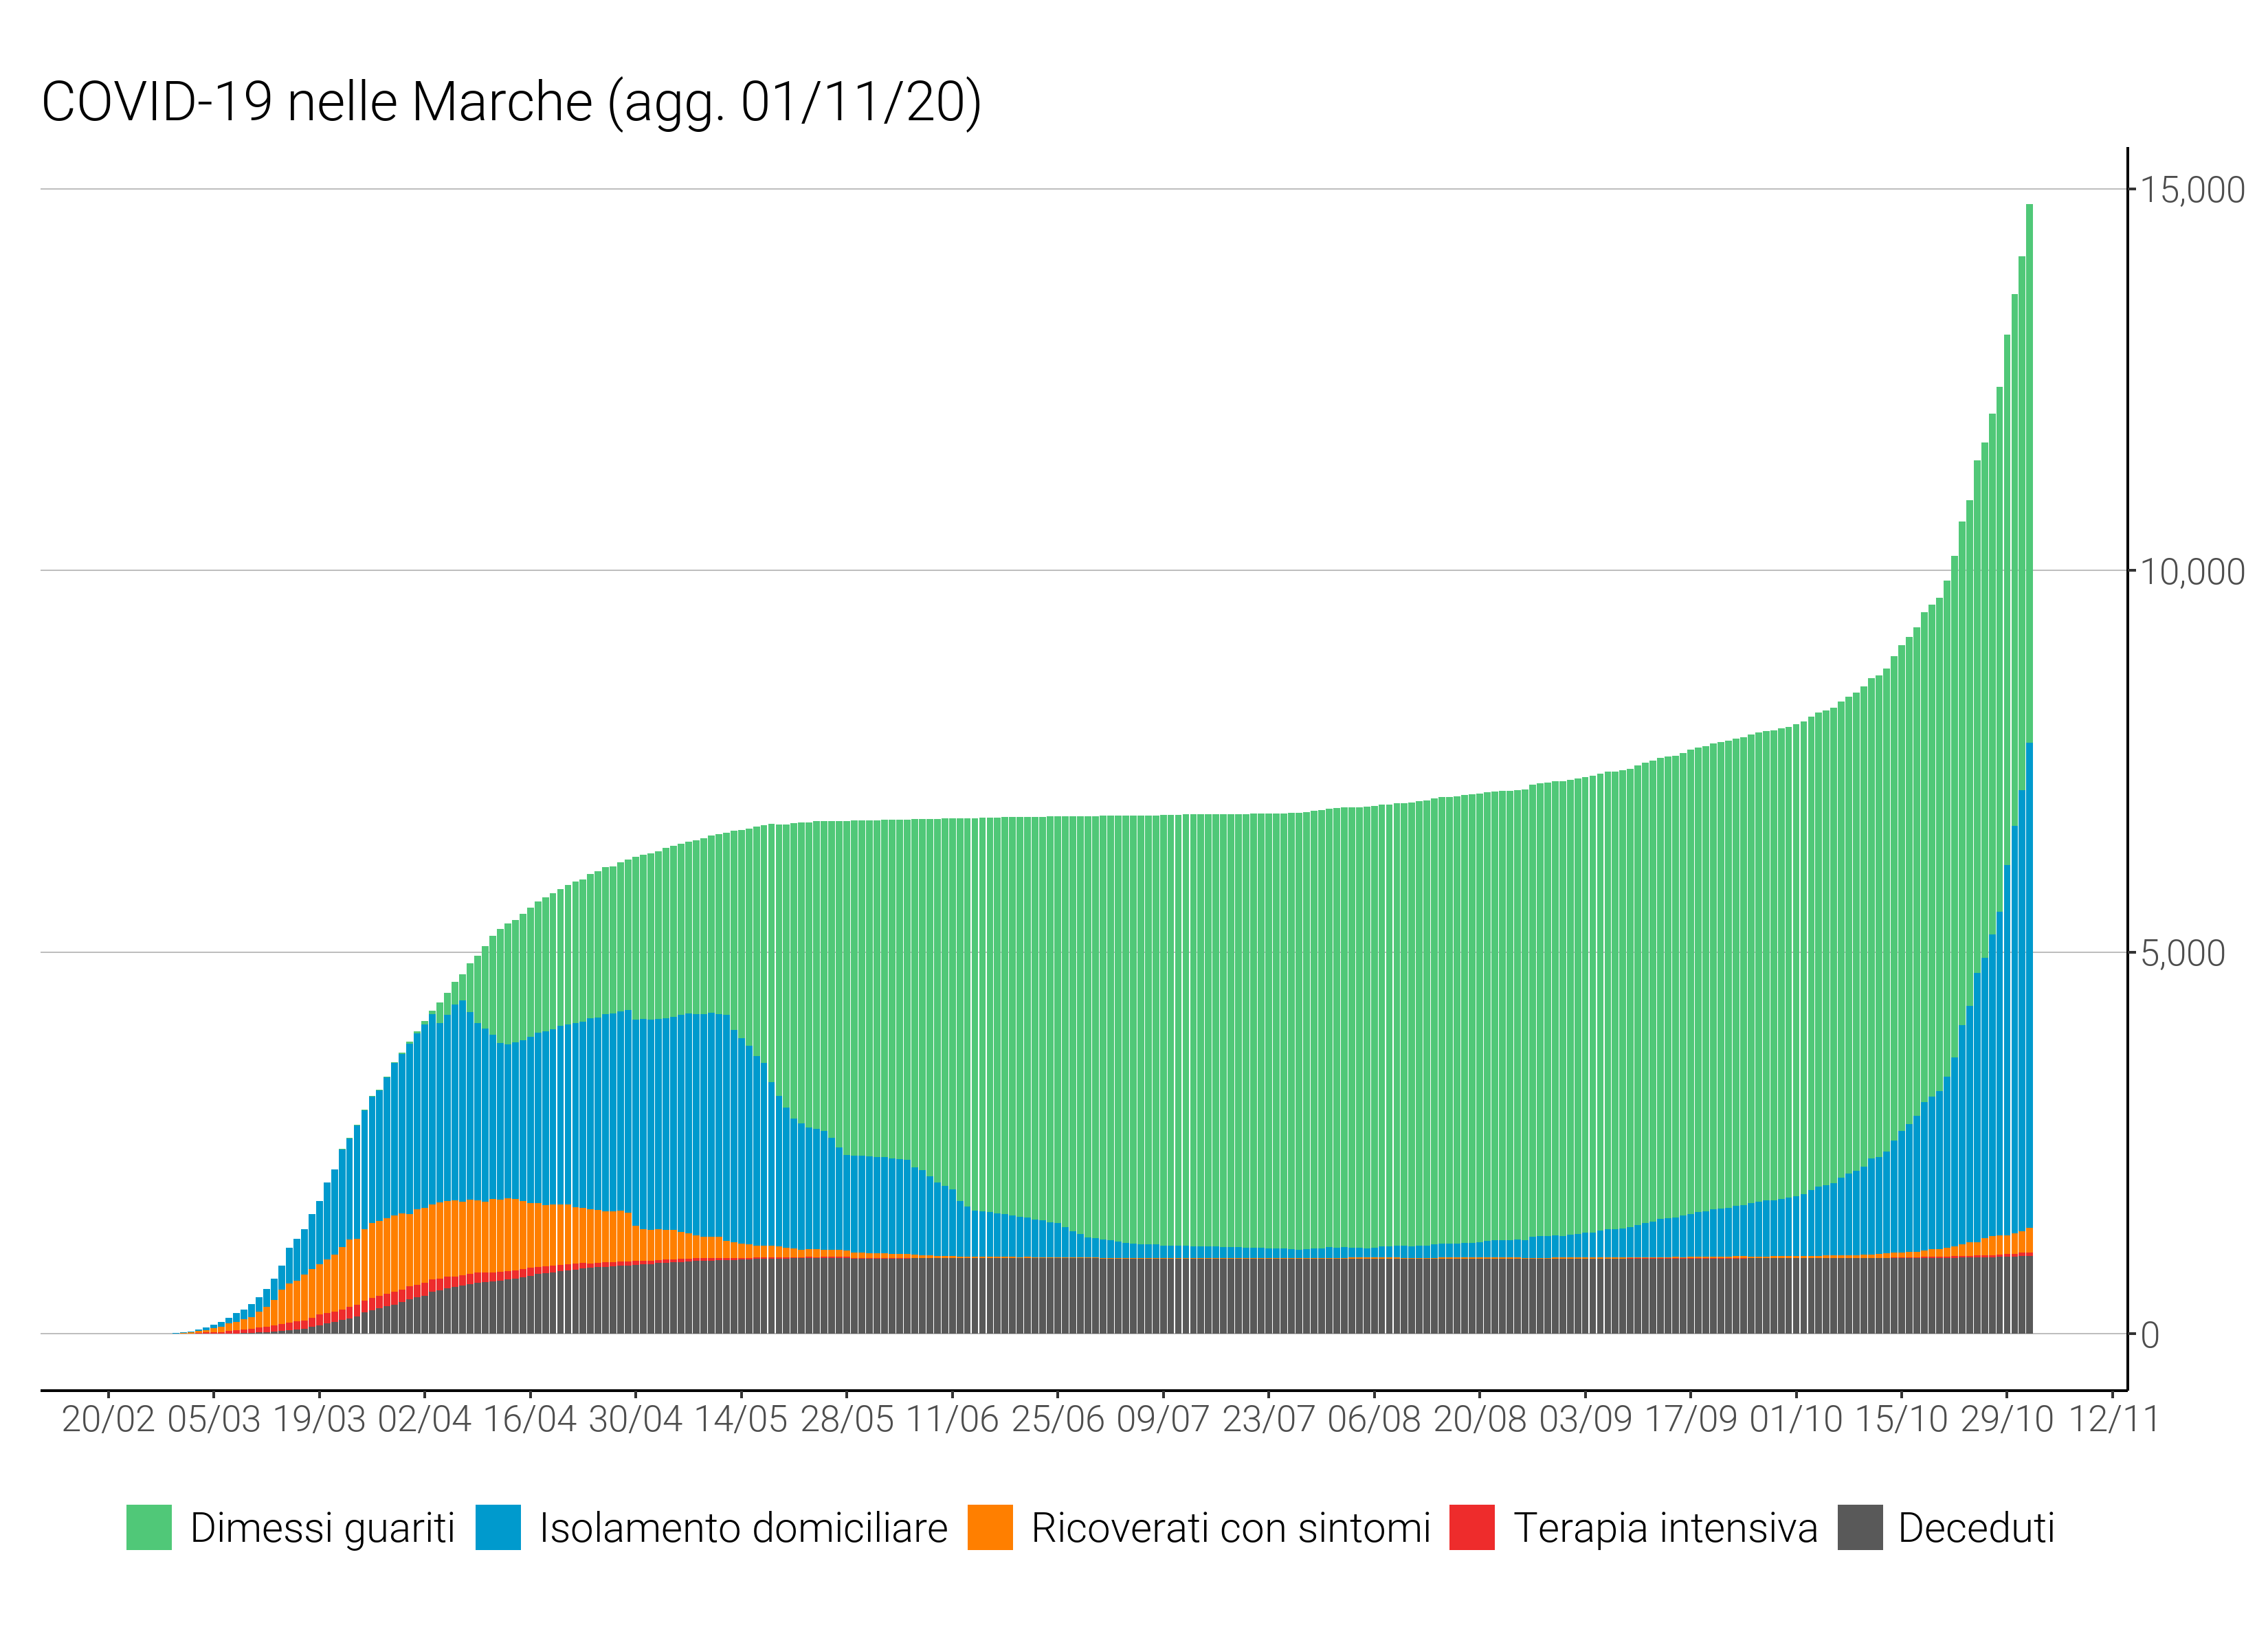 COVID-19 nelle Marche (agg. 01/11/20)
15,000
10,000
5,000
0
20/02 05/03 19/03 02/04 16/04 30/04 14/05 28/05 11/06 25/06 09/07 23/07 06/08 20/08 03/09 17/09 01/10 15/10 29/10 12/11
Dimessi guariti Isolamento domiciliare Ricoverati con sintomi Terapia intensiva Deceduti